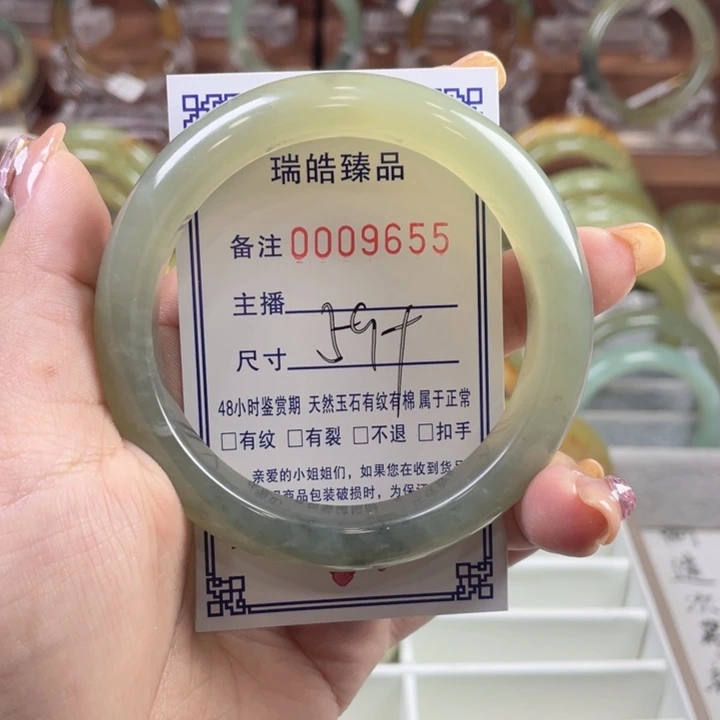 瑞皓臻品
备注 0009655
主播
尺寸 59+
48小时鉴赏期 天然玉石有纹有棉 属于正常
□有纹 □有裂 □不退 □扣手
亲爱的小姐姐们，如果您在收到货
商品包装破损时，为保证